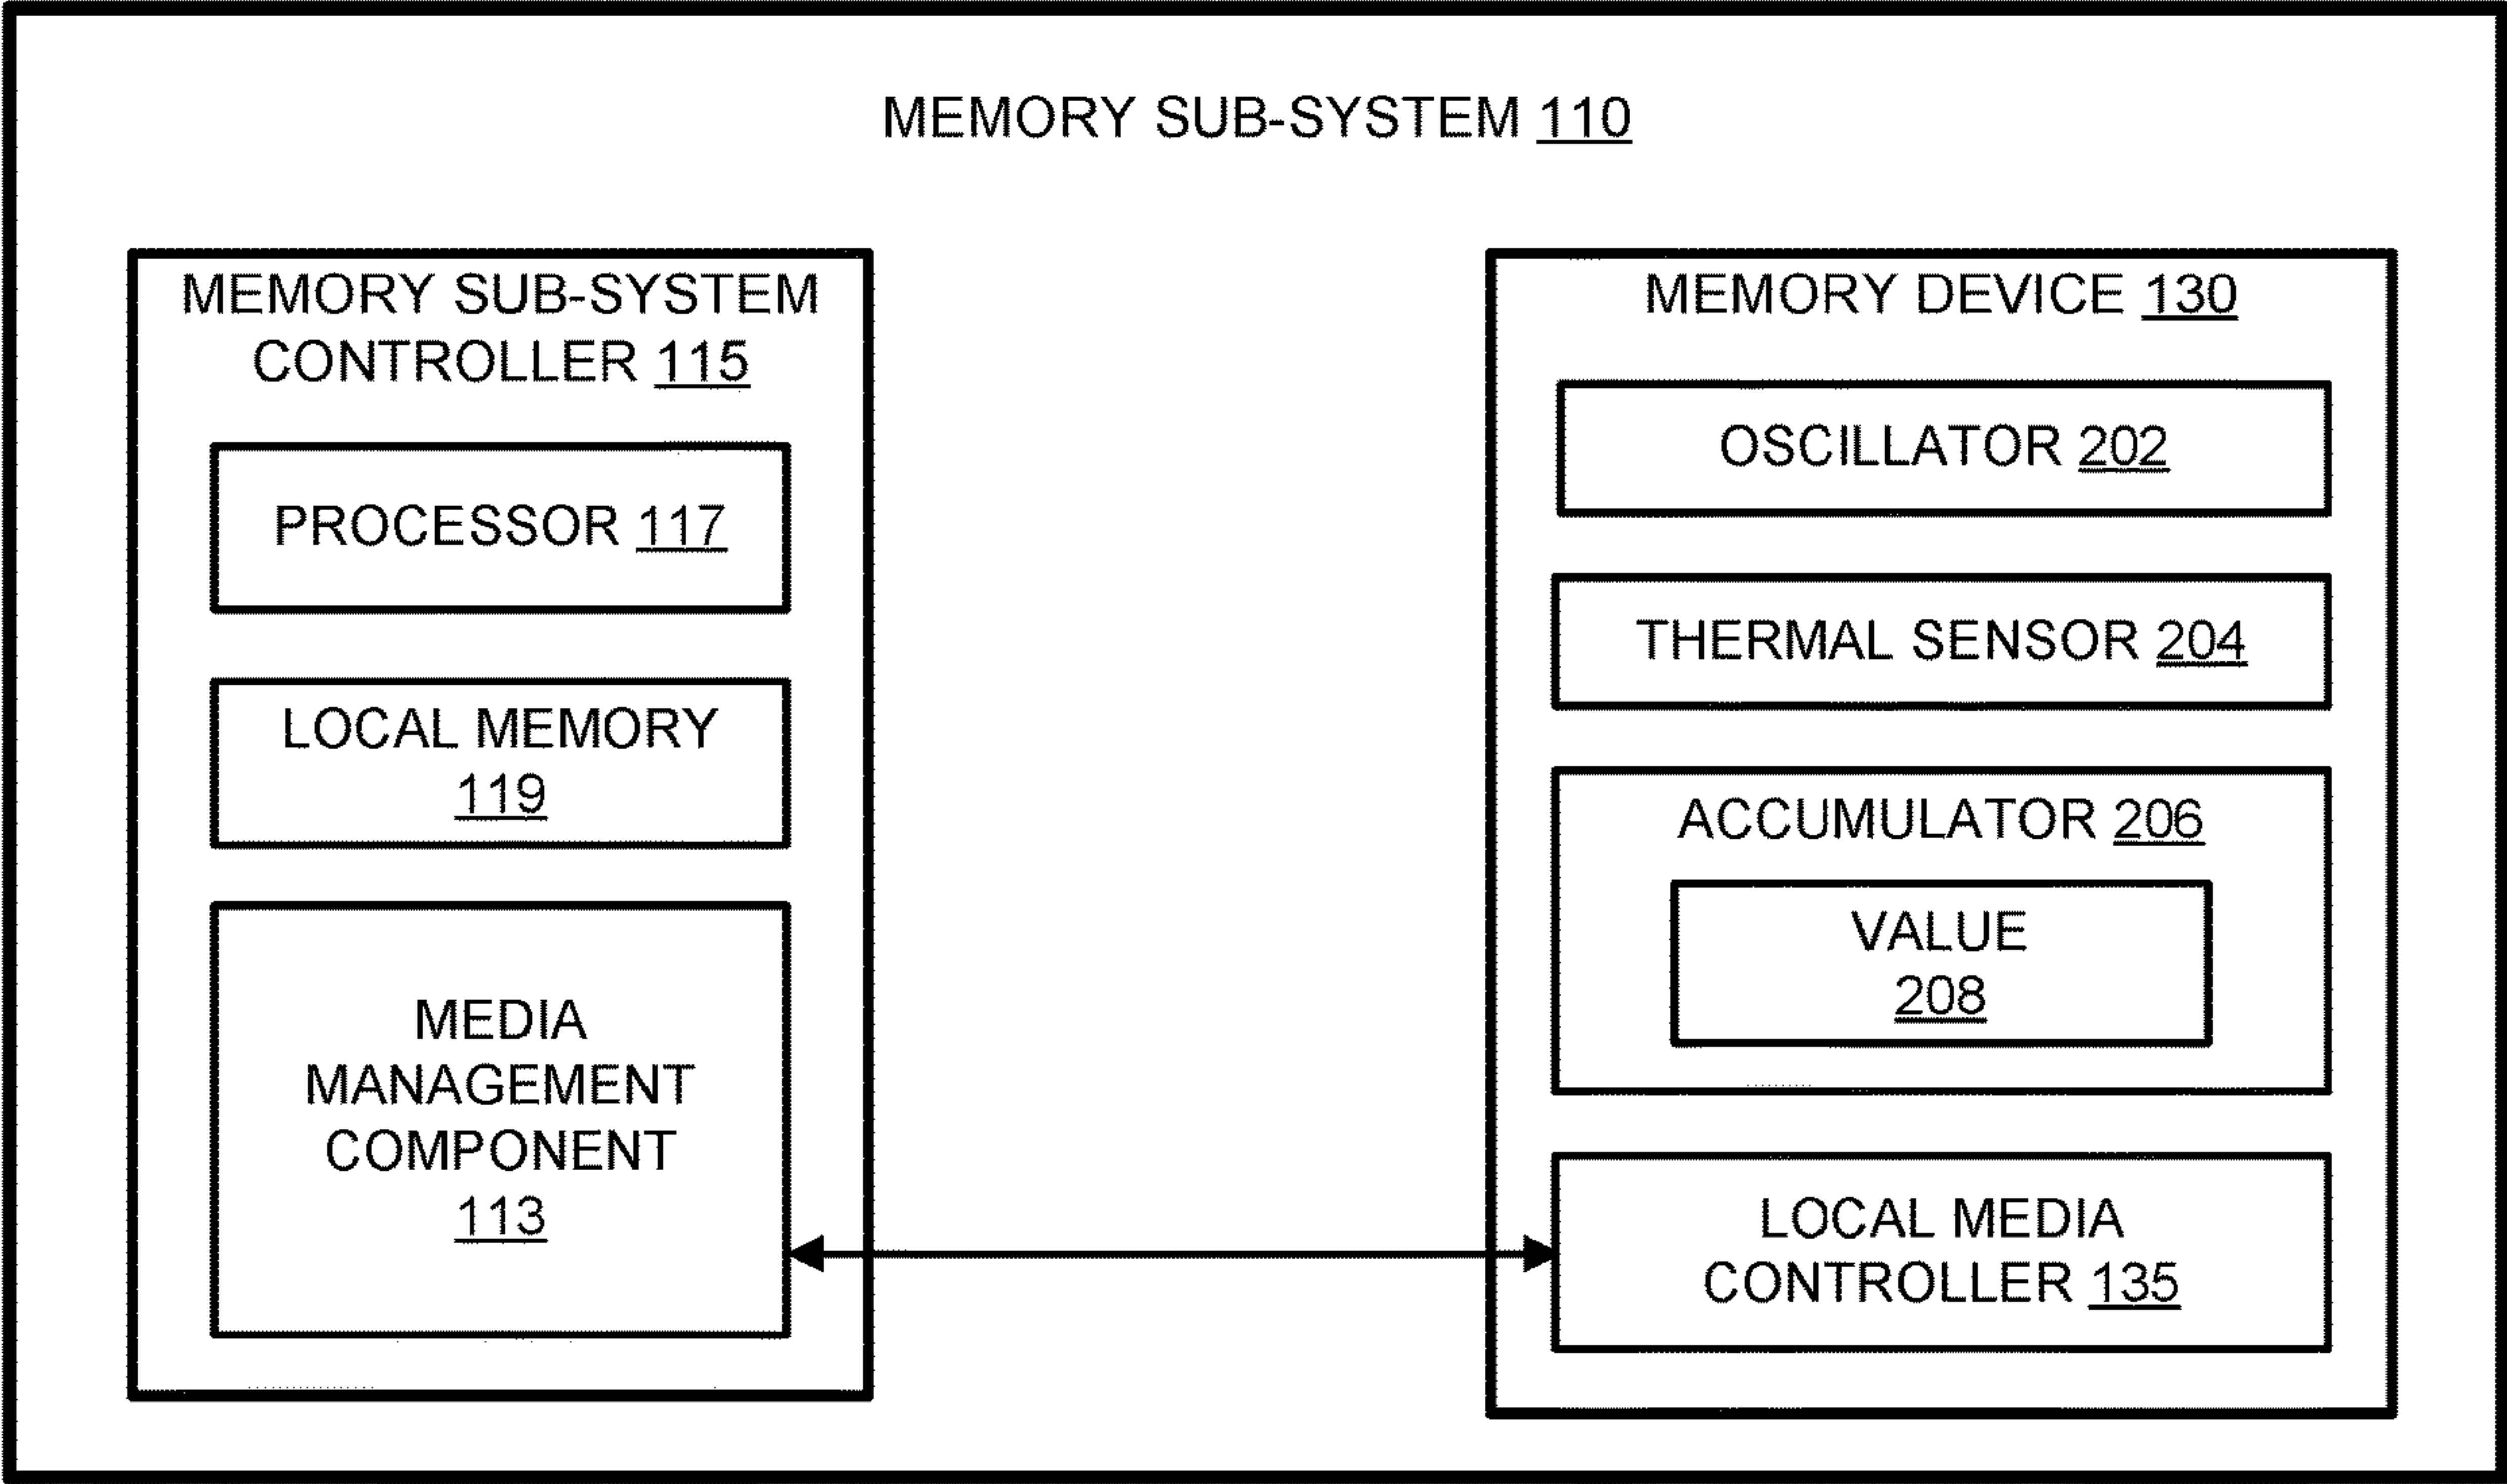 MEMORY SUB-SYSTEM 110
MEMORY SUB-SYSTEM
CONTROLLER 115
PROCESSOR 117
LOCAL MEMORY
119
MEDIA
MANAGEMENT
COMPONENT
113
MEMORY DEVICE 130
OSCILLATOR 202
THERMAL SENSOR 204
ACCUMULATOR 206
VALUE
208
LOCAL MEDIA
CONTROLLER 135